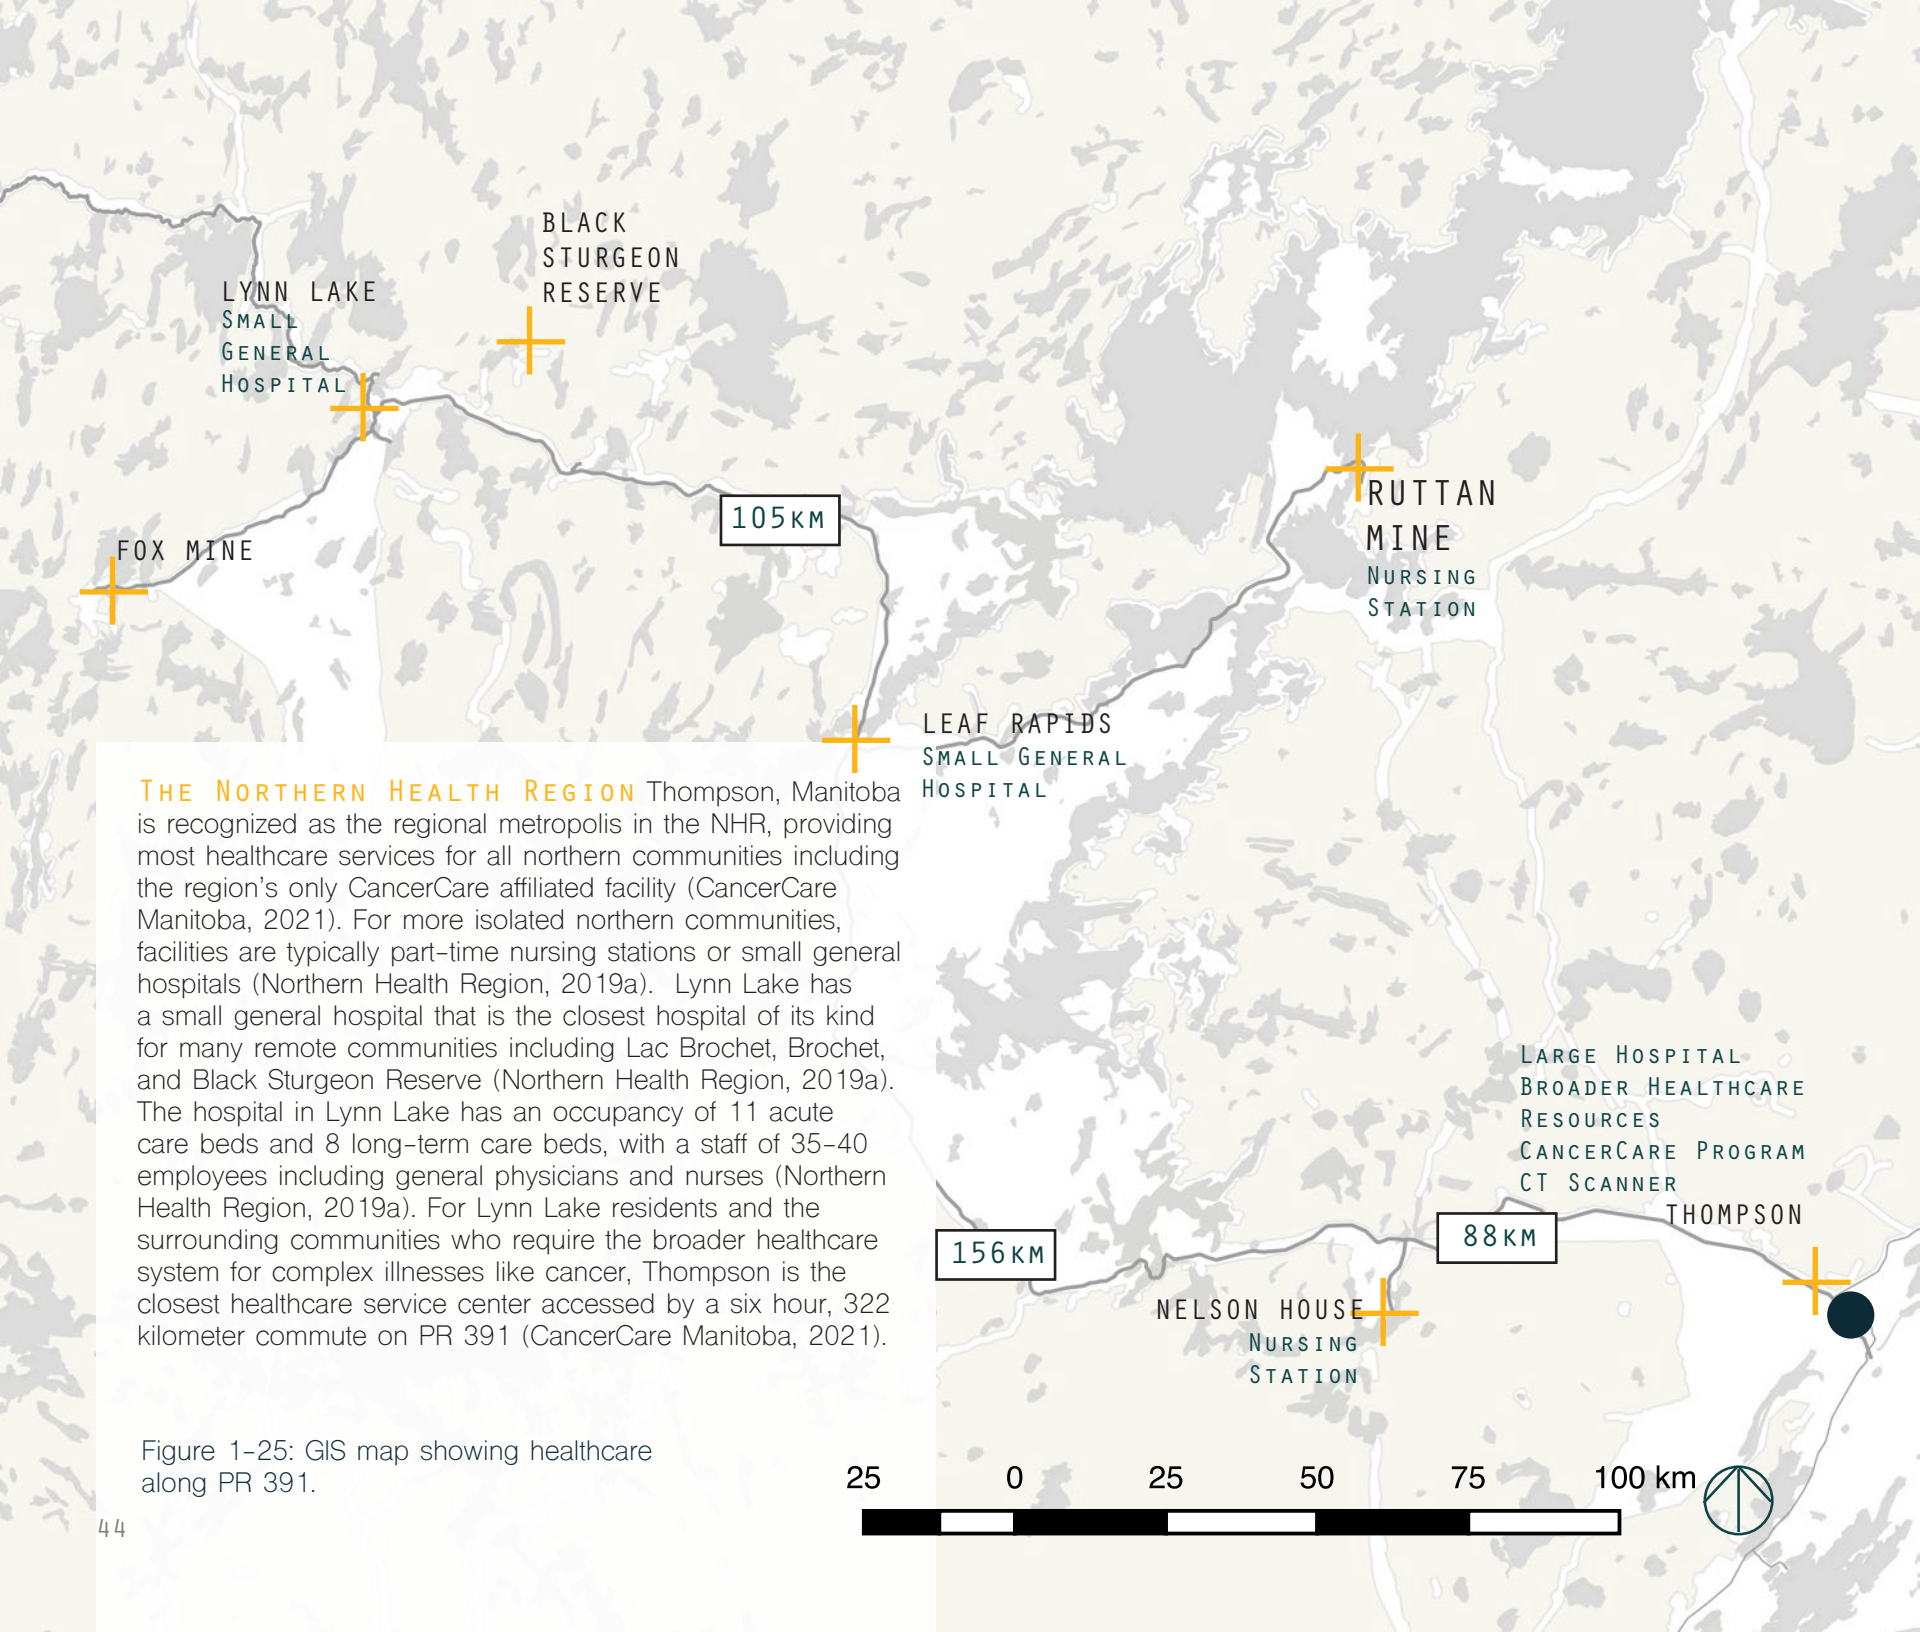 BLACK
STURGEON
RESERVE
LYNN LAKE
SMALL
GENERAL
HOSPITAL
FOX MINE
105KM
RUTTAN
MINE
NURSING
STATION
LEAF RAPIDS
SMALL GENERAL
HOSPITAL
THE NORTHERN HEALTH REGION Thompson, Manitoba
is recognized as the regional metropolis in the NHR, providing
most healthcare services for all northern communities including
the region's only CancerCare affiliated facility (CancerCare
Manitoba, 2021). For more isolated northern communities,
facilities are typically part-time nursing stations or small general
hospitals (Northern Health Region, 2019a).  Lynn Lake has
a small general hospital that is the closest hospital of its kind
for many remote communities including Lac Brochet, Brochet,
and Black Sturgeon Reserve (Northern Health Region, 2019a).
The hospital in Lynn Lake has an occupancy of 11 acute
care beds and 8 long-term care beds, with a staff of 35-40
employees including general physicians and nurses (Northern
Health Region, 2019a). For Lynn Lake residents and the
surrounding communities who require the broader healthcare
system for complex illnesses like cancer, Thompson is the
closest healthcare service center accessed by a six hour, 322
kilometer commute on PR 391 (CancerCare Manitoba, 2021).
LARGE HOSPITAL
BROADER HEALTHCARE
RESOURCES
CANCERCARE PROGRAM
CT SCANNER
THOMPSON
88KM
156KM
NELSON HOUSE
NURSING
STATION
Figure 1-25: GIS map showing healthcare
along PR 391.
25 0 25 50 75 100 km
44